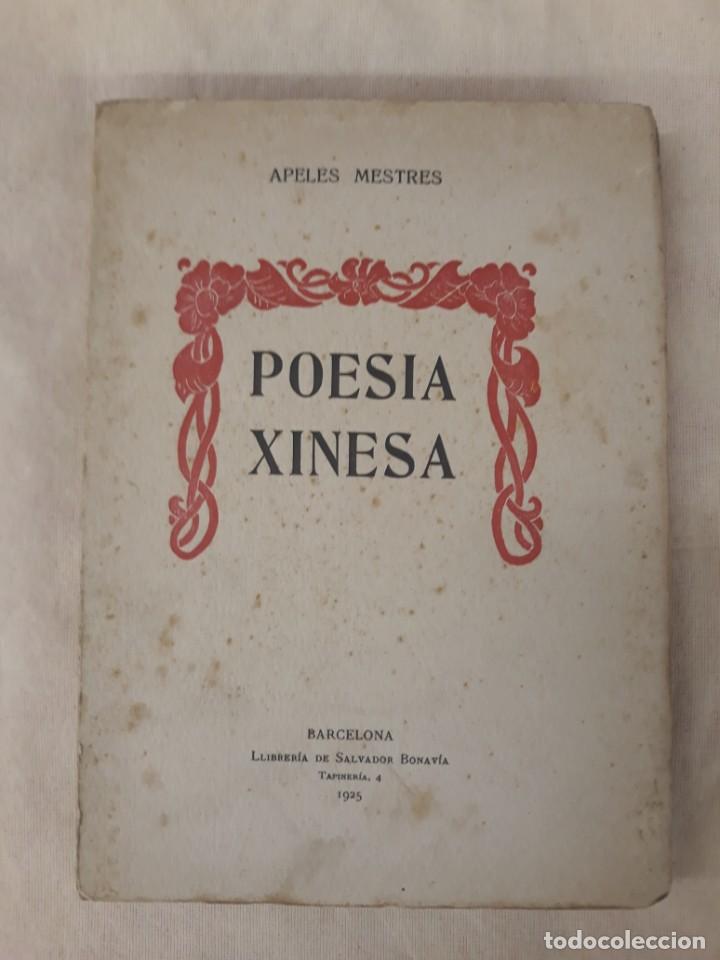 APELES MESTRES
POESIA
XINESA
BARCELONA
LLIBRERÍA DE SALVADOR BONAVÍA
TAPINERÍA, 4
1925
todocoleccion